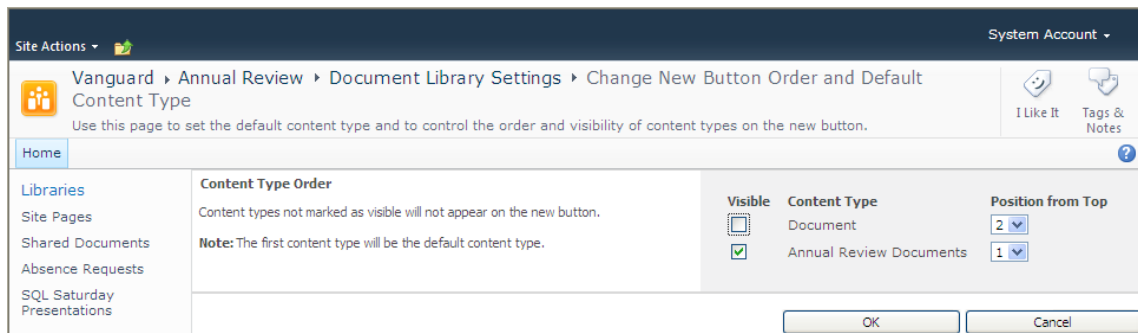 System Account
Site Actions
Vanguard Annual Review Document Library Settings Change New Button Order and Default
Content Type
Use this page to set the default content type and to control the order and visibility of content types on the new button.
I Like It
Tags &
Notes
Home
Libraries
Site Pages
Shared Documents
Absence Requests
SQL Saturday
Presentations
Content Type Order
Content types not marked as visible will not appear on the new button.
Note: The first content type will be the default content type.
Visible Content Type Position from Top
Document 2
Annual Review Documents 1
OK Cancel